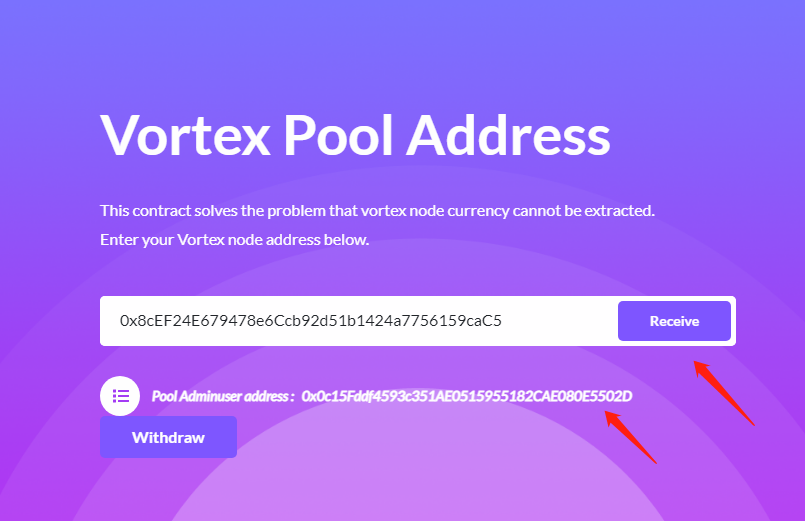 Vortex Pool Address
This contract solves the problem that vortex node currency cannot be extracted.
Enter your Vortex node address below.
0x8cEF24E679478e6Ccb92d51b1424a7756159caC5
Receive
Pool Adminuser address : 0x0c15Fddf4593c351AE0515955182CAE080E5502D
Withdraw